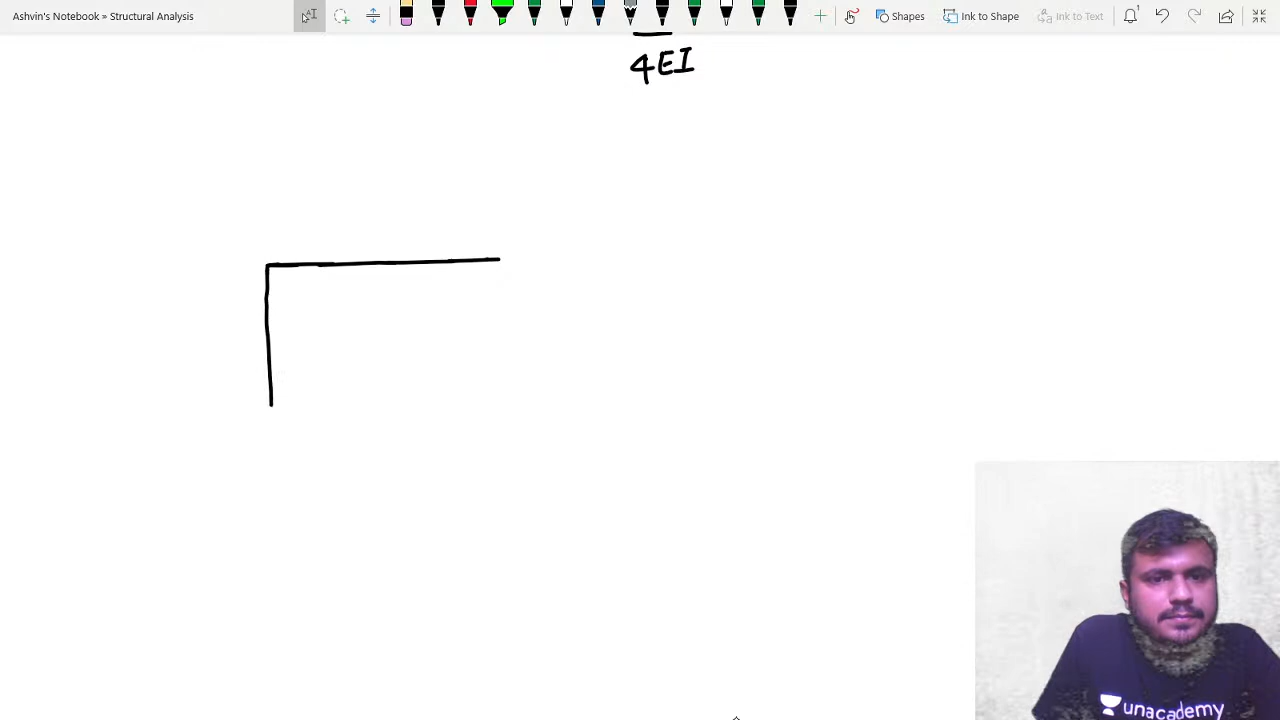 Ashvin's Notebook » Structural Analysis
Shapes
Ink to Shape
Ink to Text
4EI
unacademy